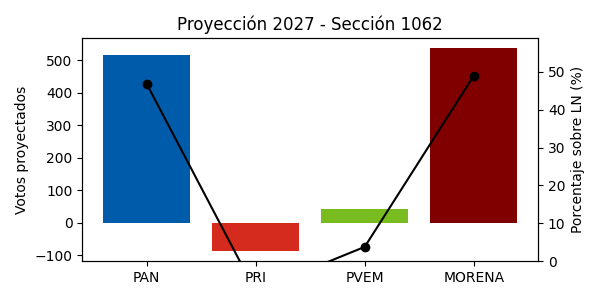 Proyección 2027 - Sección 1062
Votos proyectados
500
400
300
200
100
0
−100
PAN
PRI
PVEM
MORENA
50
40
30
20
10
0
Porcentaje sobre LN (%)